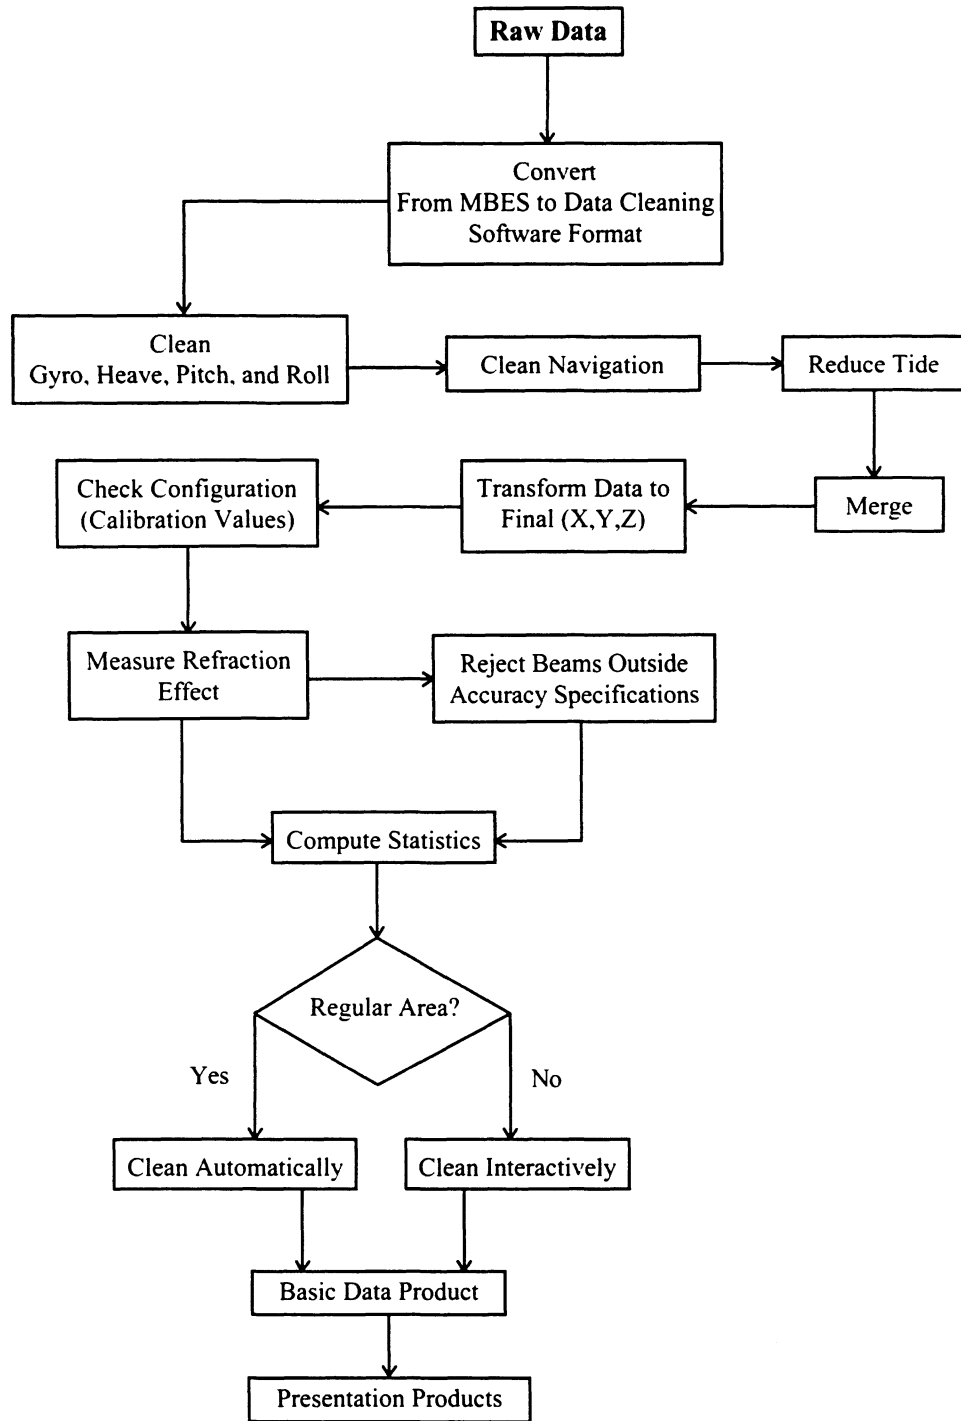 Raw Data
Convert
From MBES to Data Cleaning
Software Format
Clean
Gyro, Heave, Pitch, and Roll
Clean Navigation
Reduce Tide
Check Configuration
(Calibration Values)
Transform Data to
Final (X,Y,Z)
Merge
Measure Refraction
Effect
Reject Beams Outside
Accuracy Specifications
Compute Statistics
Regular Area?
Yes
No
Clean Automatically
Clean Interactively
Basic Data Product
Presentation Products